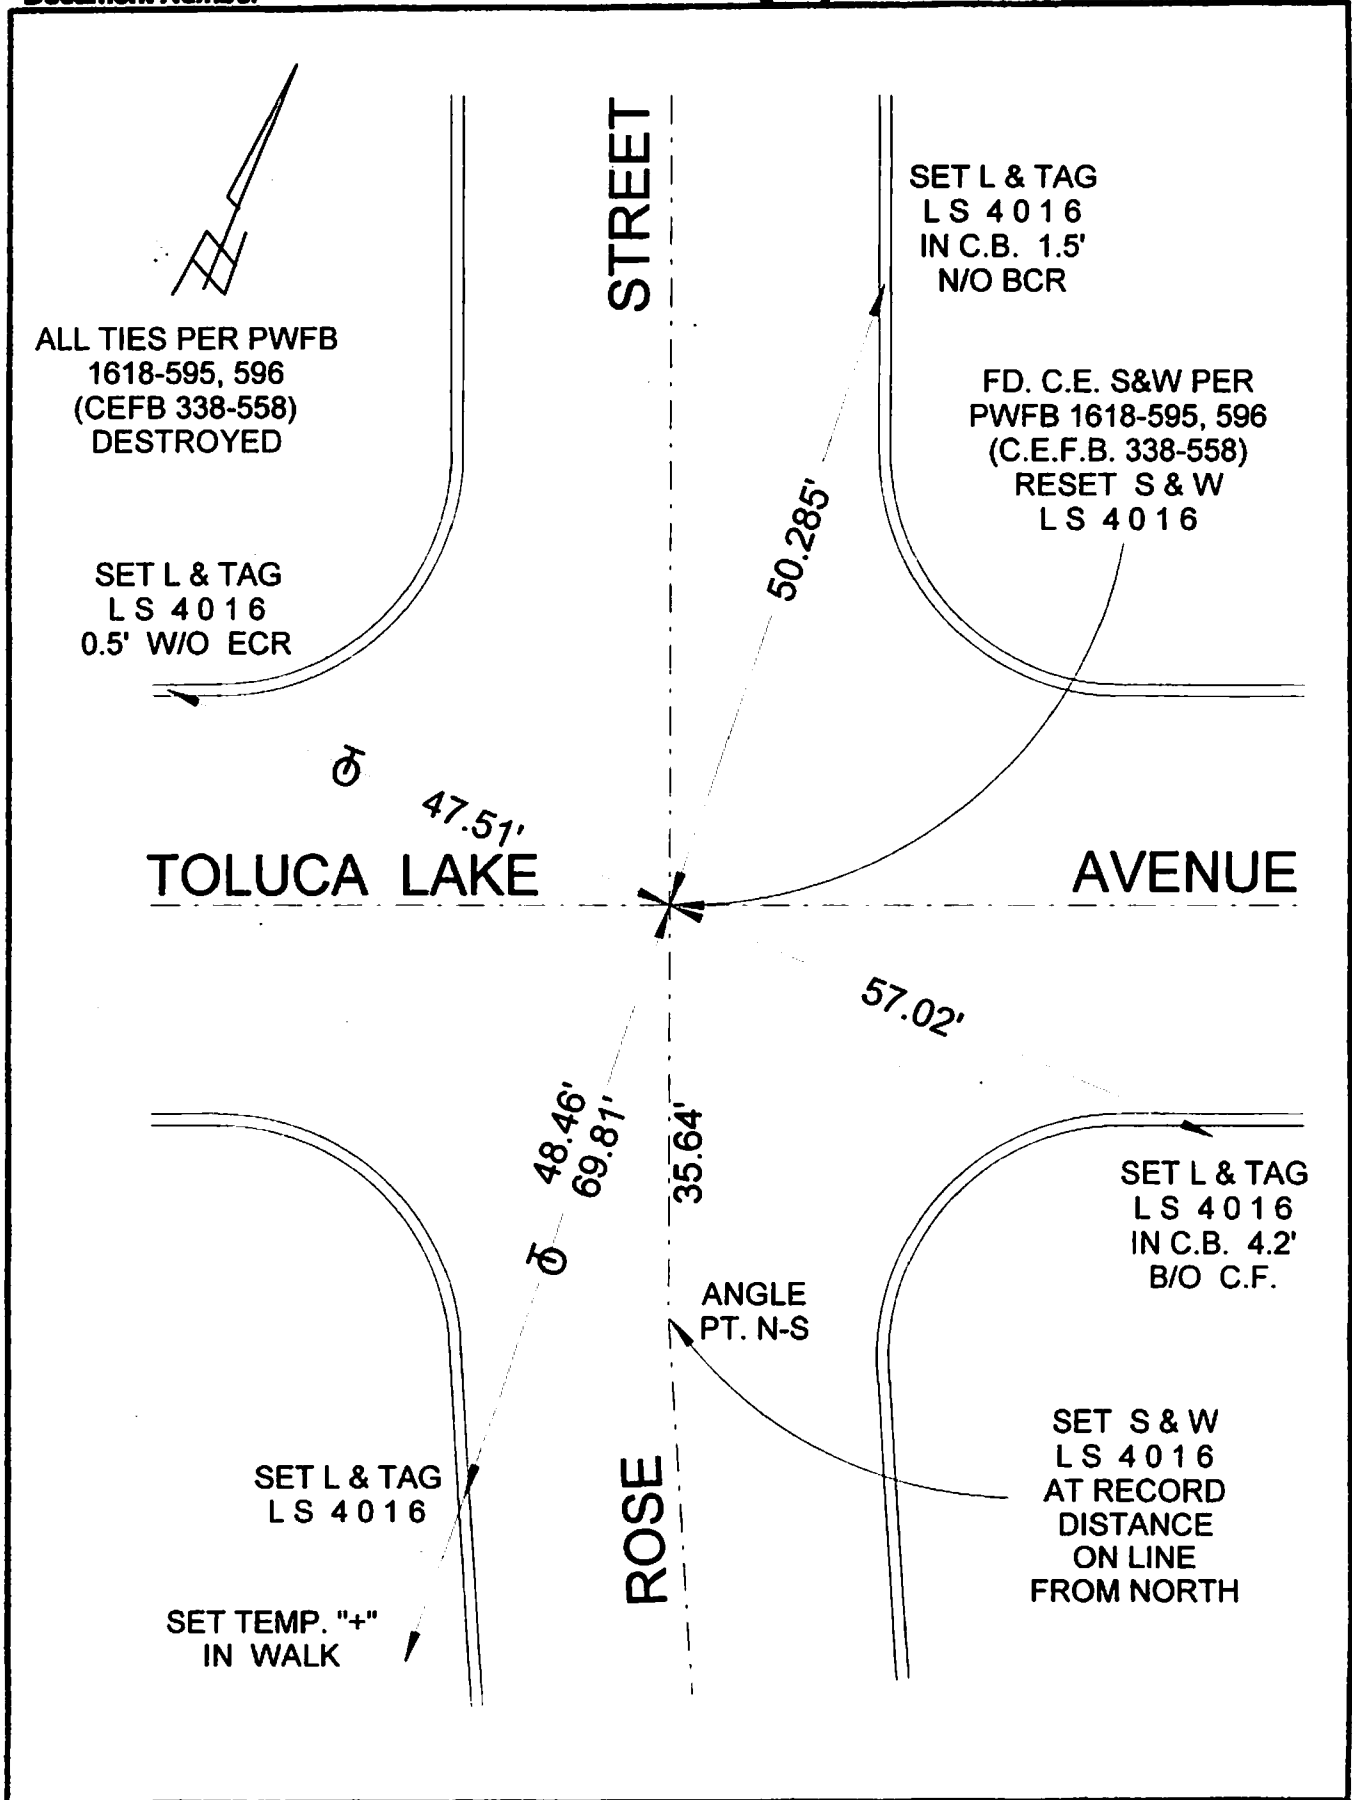 STREET
SET L & TAG
L S 4 0 1 6
IN C.B. 1.5'
N/O BCR
ALL TIES PER PWFB
1618-595, 596
(CEFB 338-558)
DESTROYED
FD. C.E. S&W PER
PWFB 1618-595, 596
(C.E.F.B. 338-558)
RESET S & W
L S 4 0 1 6
50.285'
SET L & TAG
L S 4 0 1 6
0.5' W/O ECR
47.51'
TOLUCA LAKE AVENUE
57.02'
48.46'
69.81'
35.64'
SET L & TAG
L S 4 0 1 6
IN C.B. 4.2'
B/O C.F.
ANGLE
PT. N-S
SET S & W
L S 4 0 1 6
AT RECORD
DISTANCE
ON LINE
FROM NORTH
SET L & TAG
L S 4 0 1 6
ROSE
SET TEMP. "+"
IN WALK